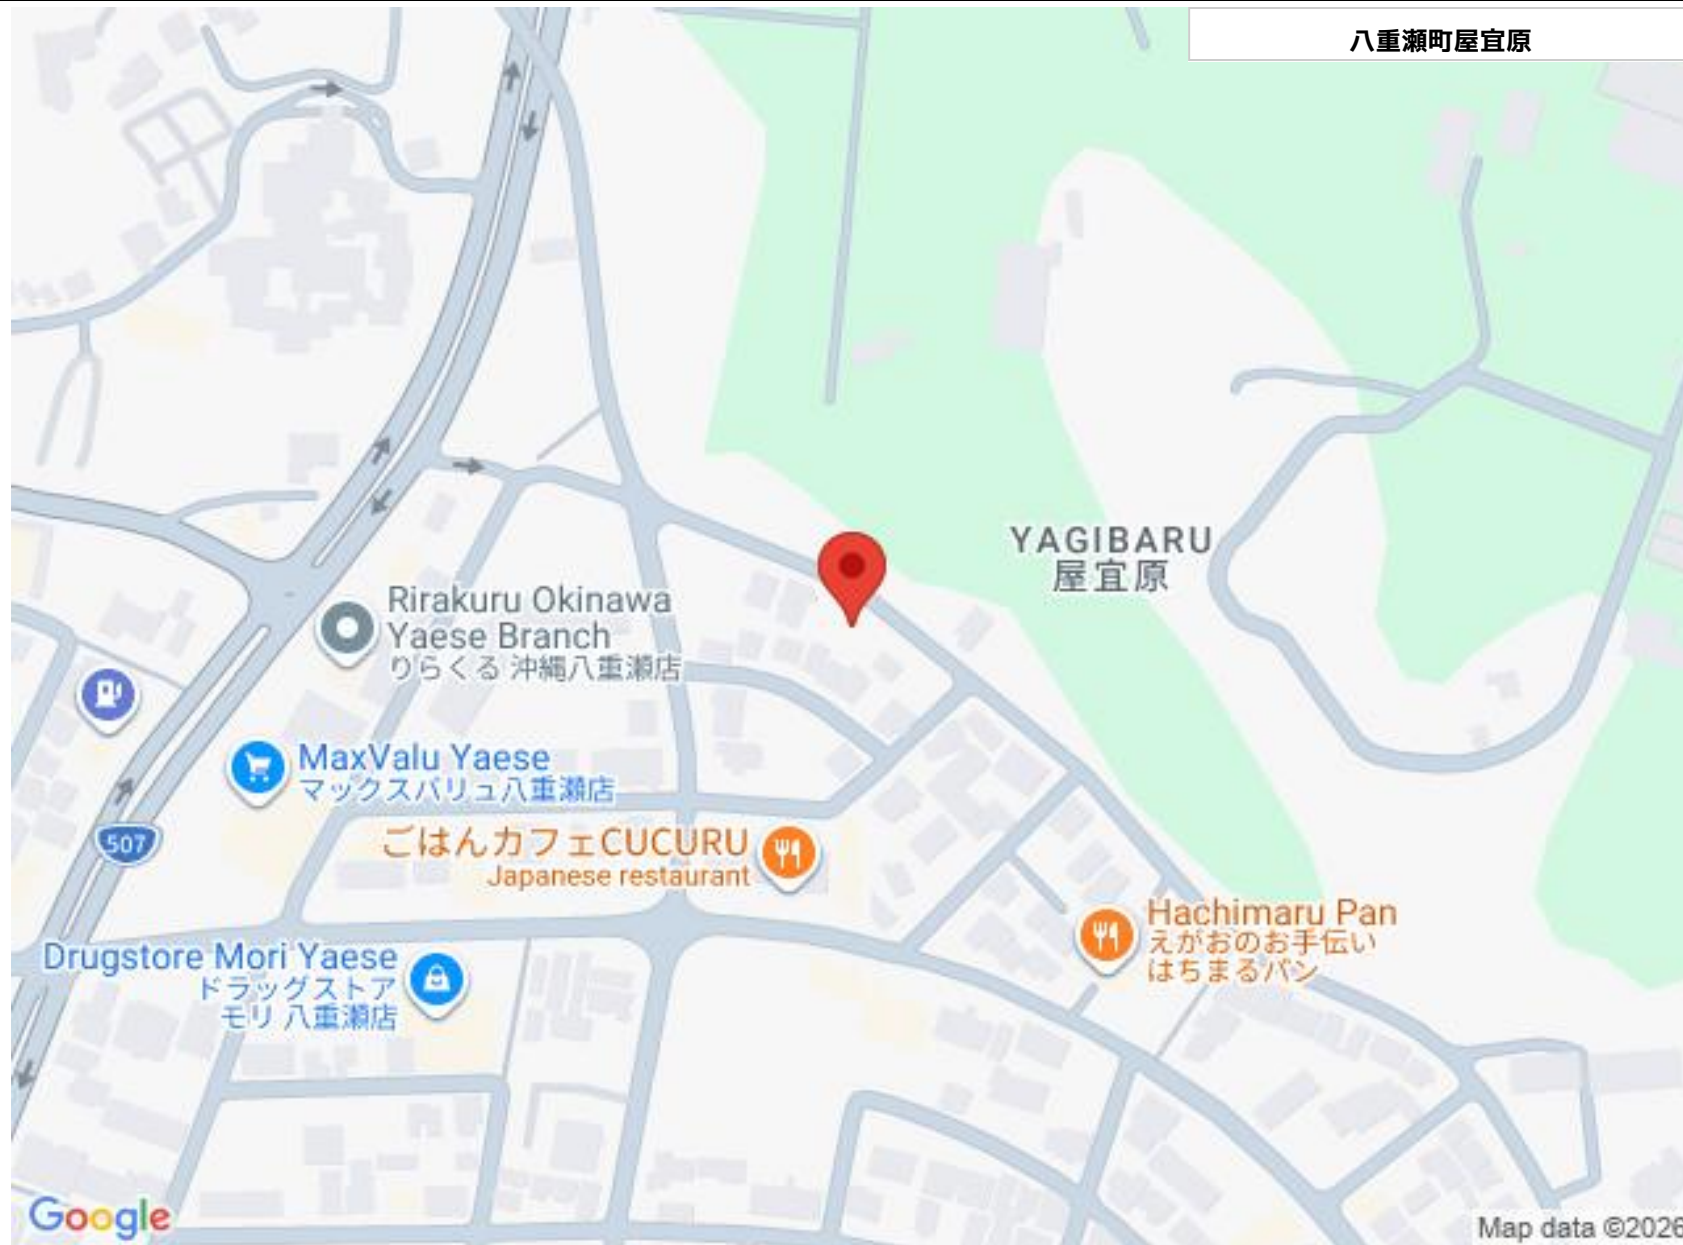 八重瀬町屋宜原
YAGIBARU
屋宜原
Rirakuru Okinawa
Yaese Branch
りらくる 沖縄八重瀬店
MaxValu Yaese
マックスバリュ八重瀬店
507
ごはんカフェCUCURU
Japanese restaurant
Hachimaru Pan
えがおのお手伝い
はちまるパン
Drugstore Mori Yaese
ドラッグストア
モリ 八重瀬店
Google
Map data ©2026